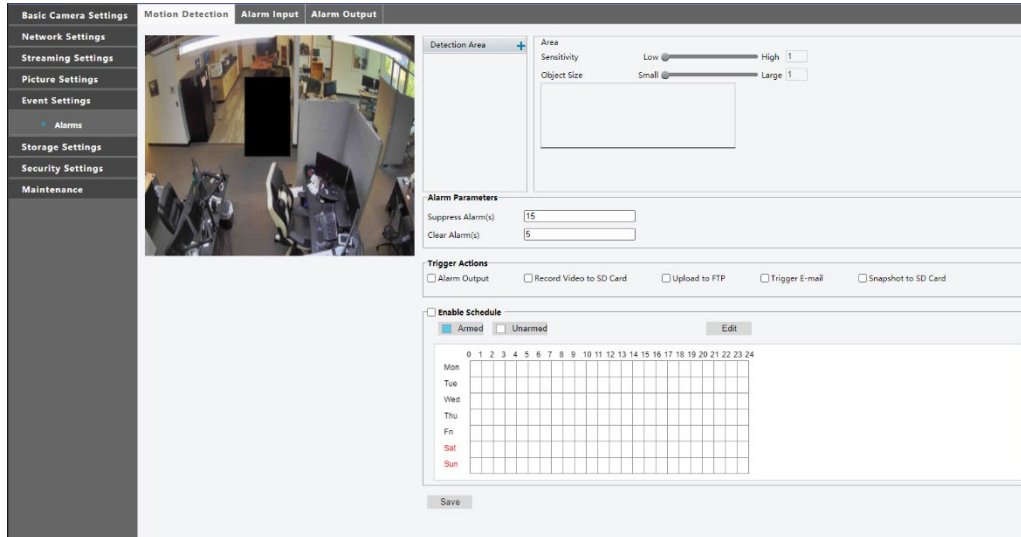 Basic Camera Settings
Network Settings
Streaming Settings
Picture Settings
Event Settings
Alarms
Storage Settings
Security Settings
Maintenance
Motion Detection Alarm Input Alarm Output
Detection Area +
Area
Sensitivity Low High 1
Object Size Small Large 1
Alarm Parameters
Suppress Alarm(s) 15
Clear Alarm(s) 5
Trigger Actions
Alarm Output Record Video to SD Card Upload to FTP Trigger E-mail Snapshot to SD Card
Enable Schedule
Armed Unarmed Edit
0 1 2 3 4 5 6 7 8 9 10 11 12 13 14 15 16 17 18 19 20 21 22 23 24
Mon
Tue
Wed
Thu
Fri
Sat
Sun
Save